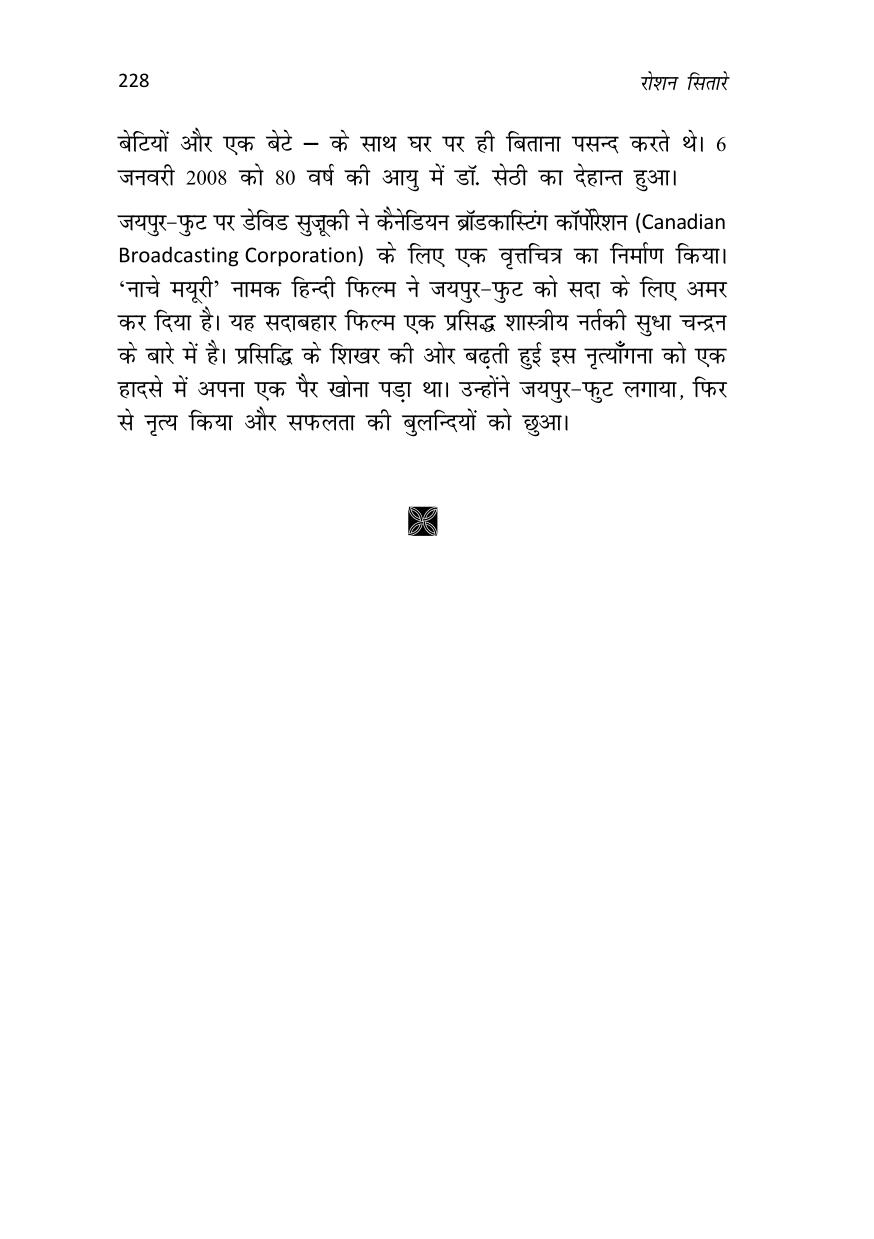 228 रोशन सितारे
बेटियों और एक बेटे – के साथ घर पर ही बिताना पसन्द करते थे। 6
जनवरी 2008 को 80 वर्ष की आयु में डॉ. सेठी का देहान्त हुआ।
जयपुर-फुट पर डेविड सुज़ूकी ने कैनेडियन ब्रॉडकास्टिंग कॉर्पोरेशन (Canadian
Broadcasting Corporation) के लिए एक वृत्तचित्र का निर्माण किया।
‘नाचे मयूरी’ नामक हिन्दी फिल्म ने जयपुर-फुट को सदा के लिए अमर
कर दिया है। यह सदाबहार फिल्म एक प्रसिद्ध शास्त्रीय नर्तकी सुधा चन्द्रन
के बारे में है। प्रसिद्धि के शिखर की ओर बढ़ती हुई इस नृत्याँगना को एक
हादसे में अपना एक पैर खोना पड़ा था। उन्होंने जयपुर-फुट लगाया, फिर
से नृत्य किया और सफलता की बुलन्दियों को छुआ।